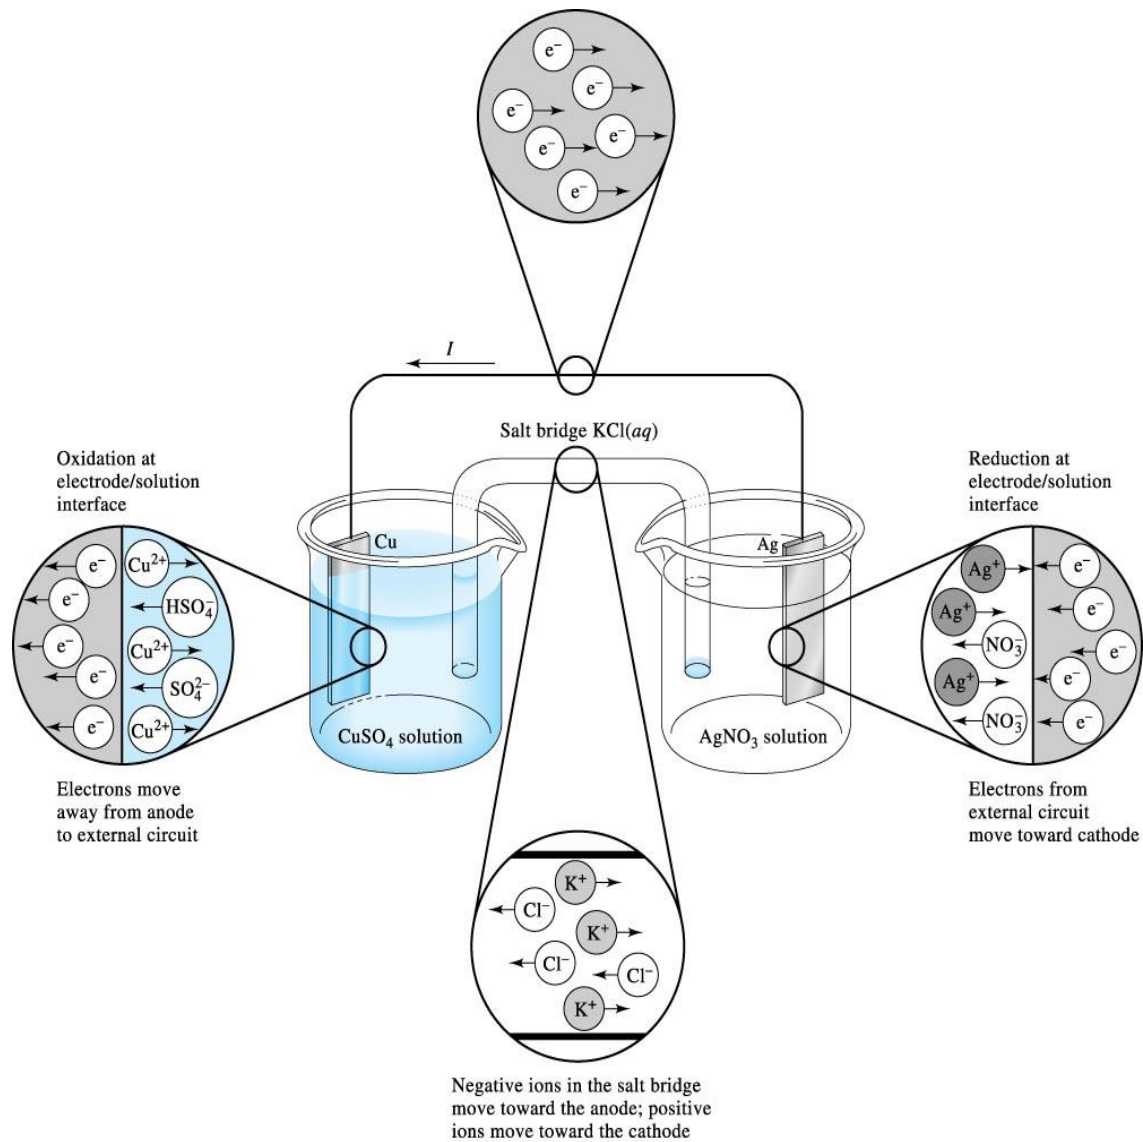 e⁻
e⁻
e⁻
e⁻
e⁻
e⁻
I
Salt bridge KCl(aq)
Oxidation at
electrode/solution
interface
Reduction at
electrode/solution
interface
Cu
Ag
e⁻
Cu²⁺
e⁻
HSO₄⁻
e⁻
Cu²⁺
e⁻
SO₄²⁻
e⁻
Cu²⁺
Ag⁺
e⁻
Ag⁺
e⁻
NO₃⁻
e⁻
Ag⁺
e⁻
NO₃⁻
e⁻
CuSO₄ solution
AgNO₃ solution
Electrons move
away from anode
to external circuit
Electrons from
external circuit
move toward cathode
K⁺
Cl⁻
K⁺
Cl⁻
Cl⁻
K⁺
Negative ions in the salt bridge
move toward the anode; positive
ions move toward the cathode